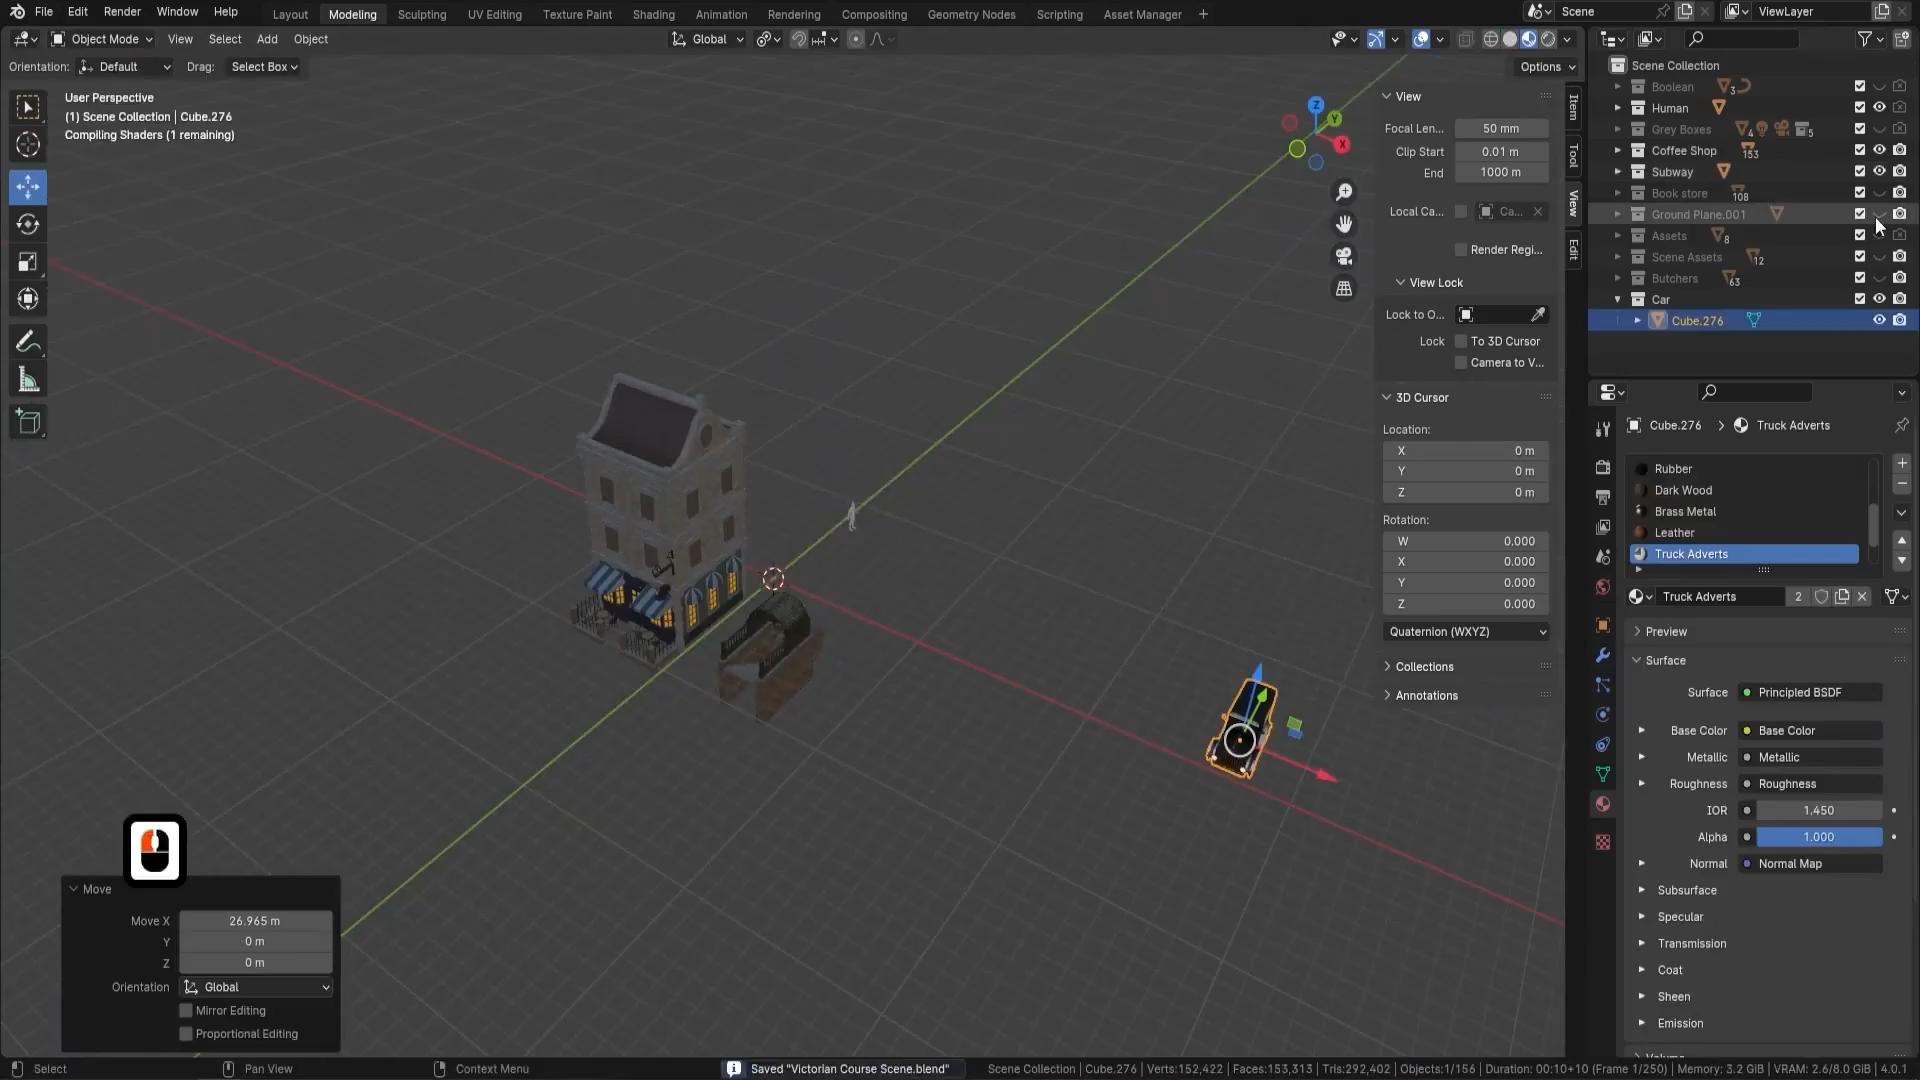 File Edit Render Window Help Layout Modeling Sculpting UV Editing Texture Paint Shading Animation Rendering Compositing Geometry Nodes Scripting Asset Manager + Scene ViewLayer
Object Mode View Select Add Object Global
Orientation: Default Drag: Select Box Options
User Perspective
(1) Scene Collection | Cube.276
Compiling Shaders (1 remaining)
Z
Y
X
View
Focal Len... 50 mm
Clip Start 0.01 m
End 1000 m
Local Ca... Ca...
Render Regi...
View Lock
Lock to O...
Lock To 3D Cursor
Camera to V...
3D Cursor
Location:
X 0 m
Y 0 m
Z 0 m
Rotation:
W 0.000
X 0.000
Y 0.000
Z 0.000
Quaternion (WXYZ)
Collections
Annotations
Item
Tool
View
Edit
Scene Collection
Boolean 3
Human
Grey Boxes 4 5
Coffee Shop 153
Subway
Book store 108
Ground Plane.001
Assets 8
Scene Assets 12
Butchers 63
Car
Cube.276
Cube.276 > Truck Adverts
Rubber
Dark Wood
Brass Metal
Leather
Truck Adverts
Truck Adverts 2
Preview
Surface
Surface Principled BSDF
Base Color Base Color
Metallic Metallic
Roughness Roughness
IOR 1.450
Alpha 1.000
Normal Normal Map
Subsurface
Specular
Transmission
Coat
Sheen
Emission
Move
Move X 26.965 m
Y 0 m
Z 0 m
Orientation Global
Mirror Editing
Proportional Editing
Select Pan View Context Menu Saved "Victorian Course Scene.blend" Scene Collection | Cube.276 | Verts:152,422 | Faces:153,313 | Tris:292,402 | Objects:1/156 | Duration: 00:10+10 (Frame 1/250) | Memory: 3.2 GiB | VRAM: 2.6/8.0 GiB | 4.0.1